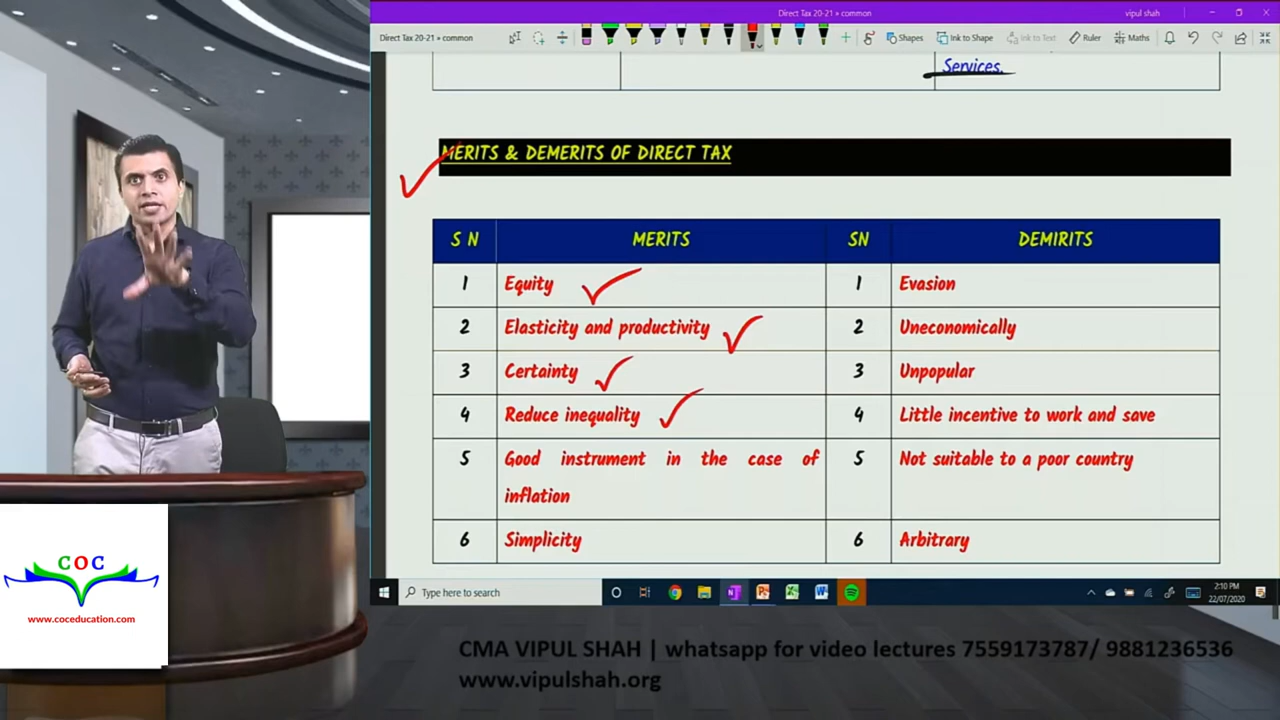 Direct Tax 20-21 » common
vipul shah
Direct Tax 20-21 » common
Shapes
Ink to Shape
Ink to Text
Ruler
Maths
Services.
MERITS & DEMERITS OF DIRECT TAX
S N MERITS SN DEMIRITS
1 Equity 1 Evasion
2 Elasticity and productivity 2 Uneconomically
3 Certainty 3 Unpopular
4 Reduce inequality 4 Little incentive to work and save
5 Good instrument in the case of 5 Not suitable to a poor country
inflation
6 Simplicity 6 Arbitrary
Type here to search
2:10 PM
22/07/2020
COC
www.coceducation.com
CMA VIPUL SHAH | whatsapp for video lectures 7559173787/ 9881236536
www.vipulshah.org